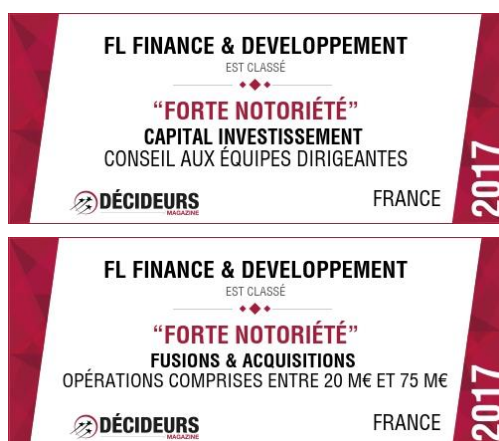 FL FINANCE & DEVELOPPEMENT
EST CLASSÉ
“FORTE NOTORIÉTÉ”
CAPITAL INVESTISSEMENT
CONSEIL AUX ÉQUIPES DIRIGEANTES
DÉCIDEURS
MAGAZINE
FRANCE
2017
FL FINANCE & DEVELOPPEMENT
EST CLASSÉ
“FORTE NOTORIÉTÉ”
FUSIONS & ACQUISITIONS
OPÉRATIONS COMPRISES ENTRE 20 M€ ET 75 M€
DÉCIDEURS
MAGAZINE
FRANCE
2017